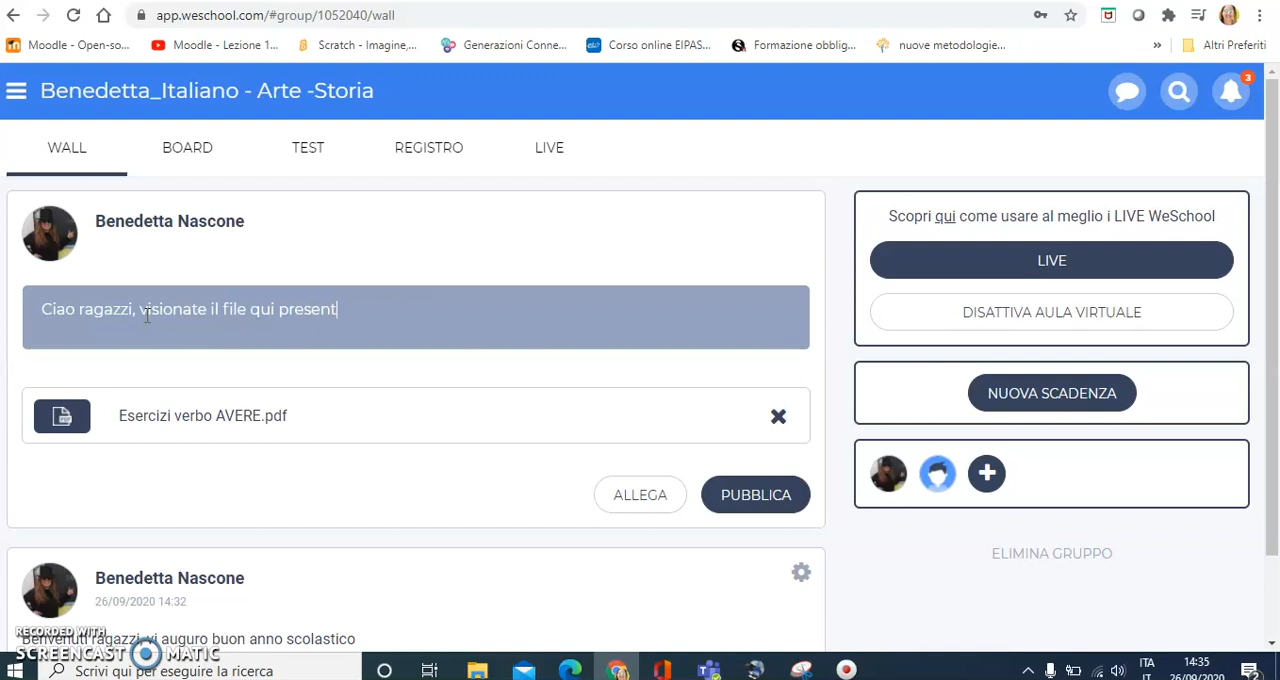 app.weschool.com/#group/1052040/wall
Moodle - Open-so... Moodle - Lezione 1... Scratch - Imagine,... Generazioni Conne... Corso online EIPAS... Formazione obblig... nuove metodologie... » Altri Preferiti
Benedetta_Italiano - Arte -Storia
3
WALL BOARD TEST REGISTRO LIVE
Benedetta Nascone
Ciao ragazzi, visionate il file qui present
Esercizi verbo AVERE.pdf
ALLEGA PUBBLICA
Scopri qui come usare al meglio i LIVE WeSchool
LIVE
DISATTIVA AULA VIRTUALE
NUOVA SCADENZA
ELIMINA GRUPPO
Benedetta Nascone
26/09/2020 14:32
Benvenuti ragazzi, vi auguro buon anno scolastico
RECORDED WITH
SCREENCAST MATIC
Scrivi qui per eseguire la ricerca
ITA
IT
14:35
26/09/2020
2